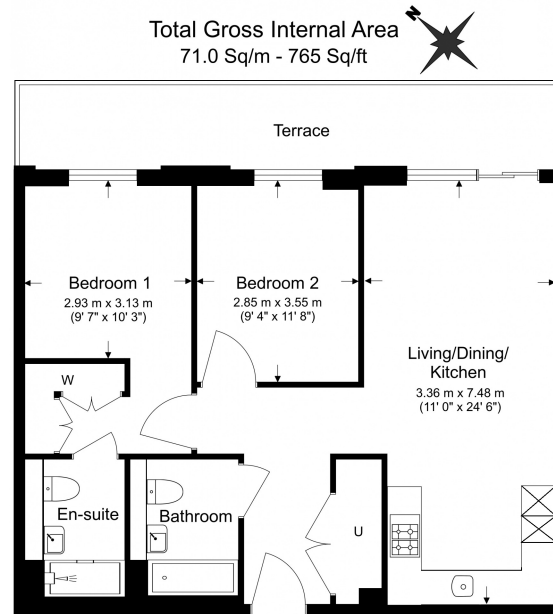 Total Gross Internal Area
71.0 Sq/m - 765 Sq/ft
N
Terrace
Bedroom 1
2.93 m x 3.13 m
(9' 7" x 10' 3")
Bedroom 2
2.85 m x 3.55 m
(9' 4" x 11' 8")
Living/Dining/
Kitchen
3.36 m x 7.48 m
(11' 0" x 24' 6")
W
En-suite
Bathroom
U